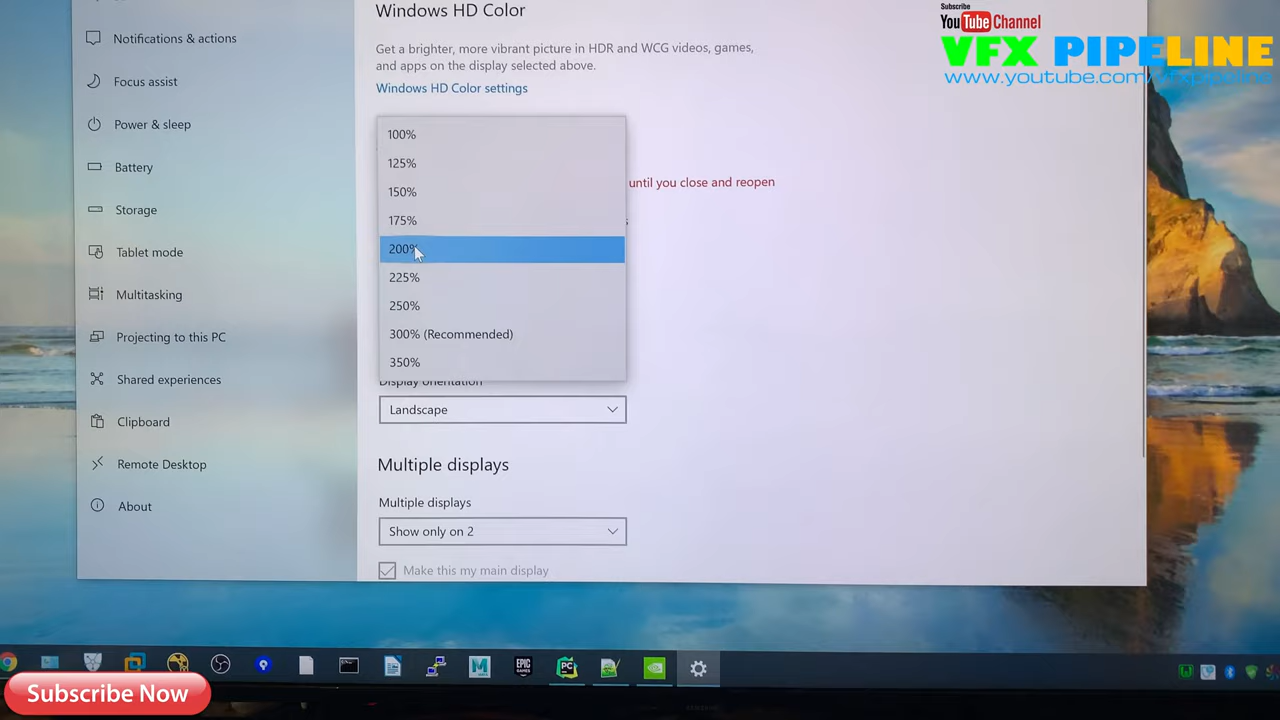 Windows HD Color
Get a brighter, more vibrant picture in HDR and WCG videos, games,
and apps on the display selected above.
Windows HD Color settings
100%
125%
150%
175%
200%
225%
250%
300% (Recommended)
350%
until you close and reopen
Display orientation
Landscape
Multiple displays
Multiple displays
Show only on 2
Make this my main display
Notifications & actions
Focus assist
Power & sleep
Battery
Storage
Tablet mode
Multitasking
Projecting to this PC
Shared experiences
Clipboard
Remote Desktop
About
Subscribe
YouTube Channel
VFX PIPELINE
www.youtube.com/vfxpipeline
Subscribe Now
EPIC
GAMES
PC
M
SAMSUNG